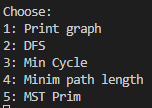 Choose:
1: Print graph
2: DFS
3: Min Cycle
4: Minim path length
5: MST Prim